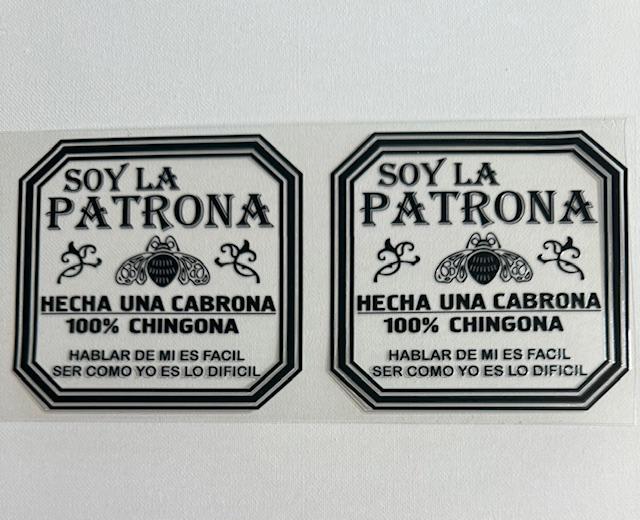 SOY LA
PATRONA
HECHA UNA CABRONA
100% CHINGONA
HABLAR DE MI ES FACIL
SER COMO YO ES LO DIFICIL
SOY LA
PATRONA
HECHA UNA CABRONA
100% CHINGONA
HABLAR DE MI ES FACIL
SER COMO YO ES LO DIFICIL